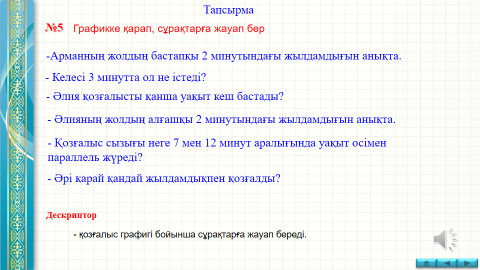 Тапсырма
№5 Графикке қарап, сұрақтарға жауап бер
-Арманның жолдың бастапқы 2 минутындағы жылдамдығын анықта.
- Келесі 3 минутта ол не істеді?
- Әлия қозғалысты қанша уақыт кеш бастады?
- Әлияның жолдың алғашқы 2 минутындағы жылдамдығын анықта.
- Қозғалыс сызығы неге 7 мен 12 минут аралығында уақыт осімен
параллель жүреді?
- Әрі қарай қандай жылдамдықпен қозғалды?
Дескриптор
- қозғалыс графигі бойынша сұрақтарға жауап береді.